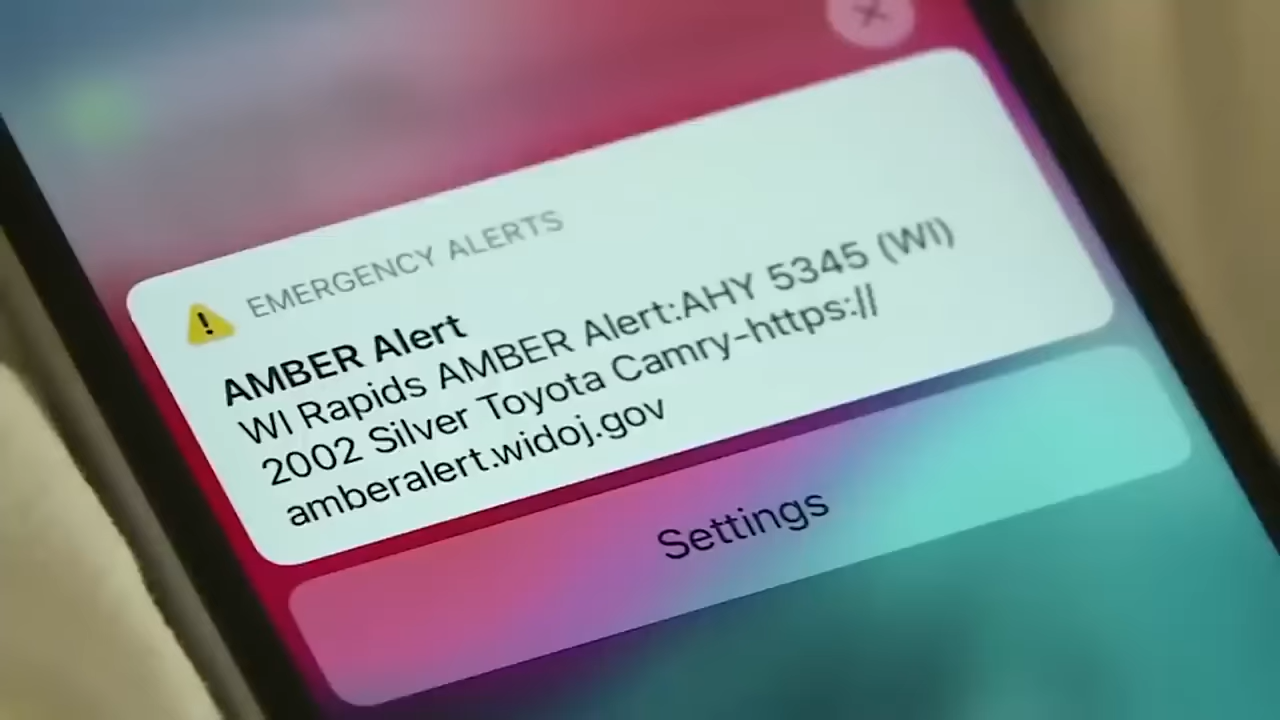 EMERGENCY ALERTS
AMBER Alert
WI Rapids AMBER Alert:AHY 5345 (WI)
2002 Silver Toyota Camry-https://
amberalert.widoj.gov
Settings